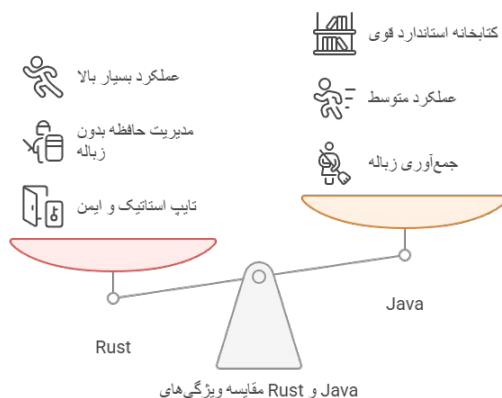 کتابخانه استاندارد قوی
عملکرد بسیار بالا
عملکرد متوسط
مدیریت حافظه بدون
زباله
جمع‌آوری زباله
تایپ استاتیک و ایمن
Java
Rust
مقایسه ویژگی‌های Rust و Java